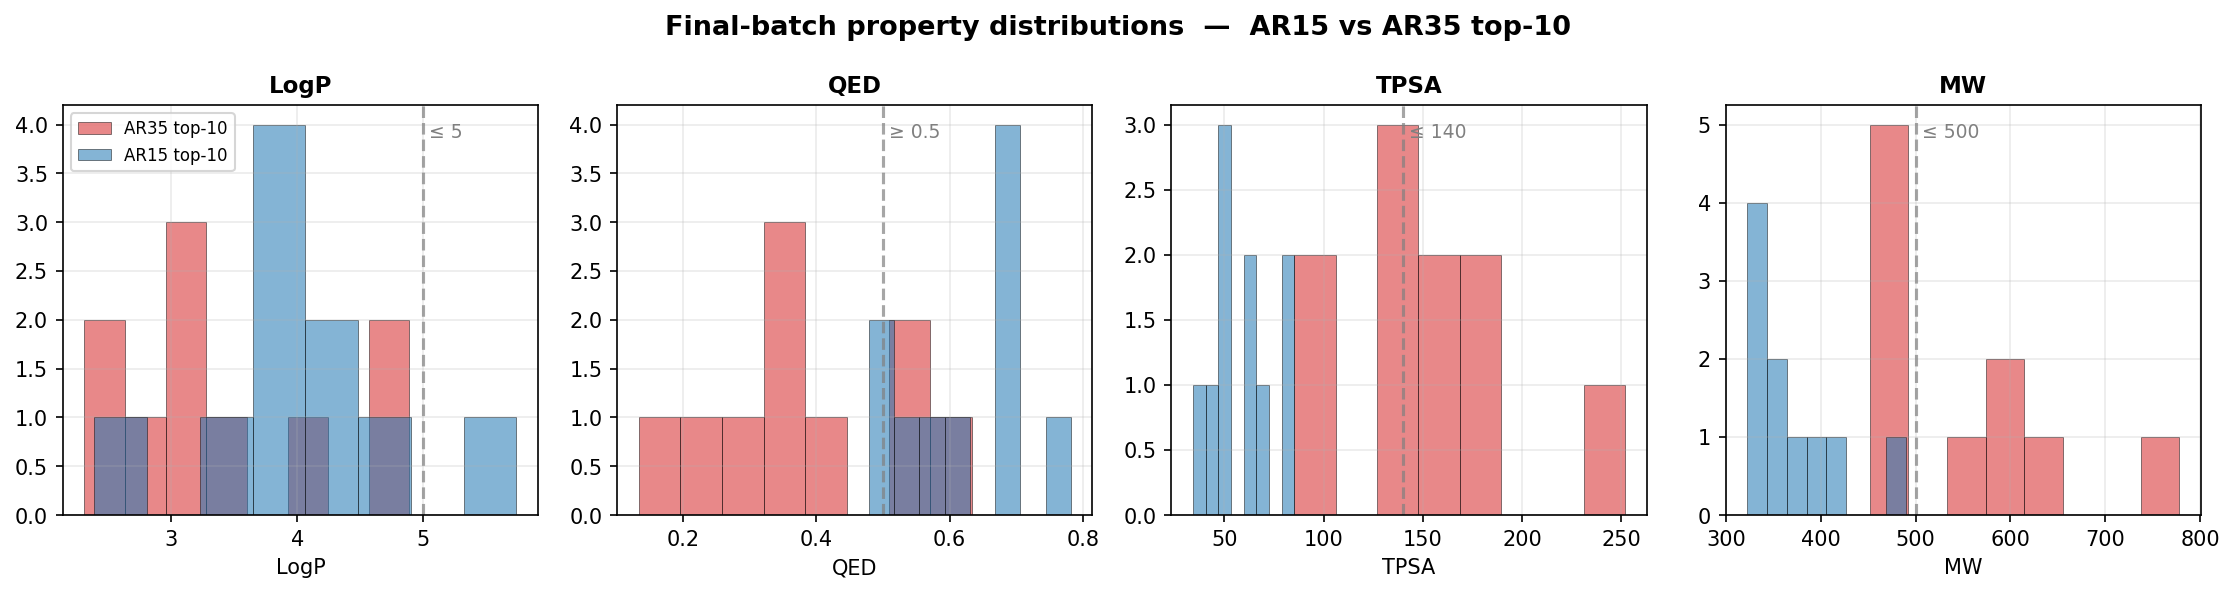 Final-batch property distributions — AR15 vs AR35 top-10
LogP
AR35 top-10
AR15 top-10
≤ 5
4.0
3.5
3.0
2.5
2.0
1.5
1.0
0.5
0.0
3 4 5
LogP
QED
≥ 0.5
4.0
3.5
3.0
2.5
2.0
1.5
1.0
0.5
0.0
0.2 0.4 0.6 0.8
QED
TPSA
≤ 140
3.0
2.5
2.0
1.5
1.0
0.5
0.0
50 100 150 200 250
TPSA
MW
≤ 500
5
4
3
2
1
0
300 400 500 600 700 800
MW